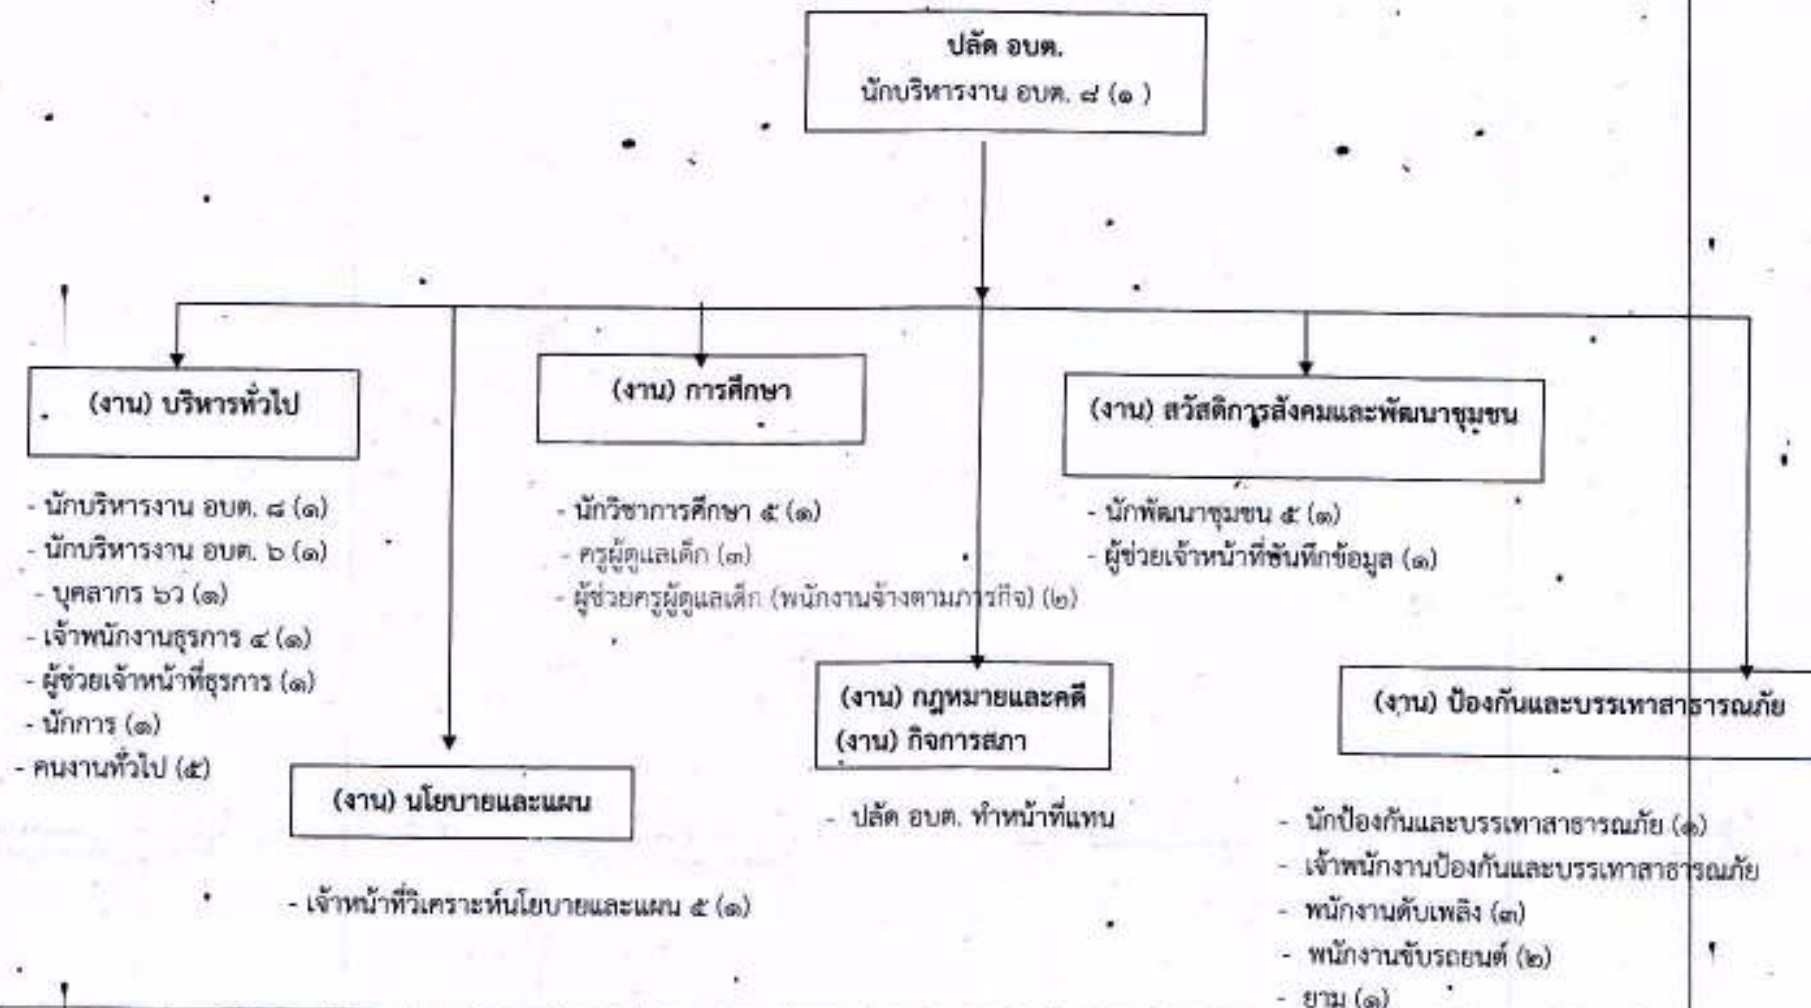 ปลัด อบต.
นักบริหารงาน อบต. ๘ (๑ )
(งาน) บริหารทั่วไป
- นักบริหารงาน อบต. ๘ (๑)
- นักบริหารงาน อบต. ๖ (๑)
- บุคลากร ๖ว (๑)
- เจ้าพนักงานธุรการ ๔ (๑)
- ผู้ช่วยเจ้าหน้าที่ธุรการ (๑)
- นักการ (๑)
- คนงานทั่วไป (๕)
(งาน) นโยบายและแผน
- เจ้าหน้าที่วิเคราะห์นโยบายและแผน ๕ (๑)
(งาน) การศึกษา
- นักวิชาการศึกษา ๕ (๑)
- ครูผู้ดูแลเด็ก (๓)
- ผู้ช่วยครูผู้ดูแลเด็ก (พนักงานจ้างตามภารกิจ) (๒)
(งาน) กฎหมายและคดี
(งาน) กิจการสภา
- ปลัด อบต. ทำหน้าที่แทน
(งาน) สวัสดิการสังคมและพัฒนาชุมชน
- นักพัฒนาชุมชน ๕ (๑)
- ผู้ช่วยเจ้าหน้าที่บันทึกข้อมูล (๑)
(งาน) ป้องกันและบรรเทาสาธารณภัย
- นักป้องกันและบรรเทาสาธารณภัย (๑)
- เจ้าพนักงานป้องกันและบรรเทาสาธารณภัย
- พนักงานดับเพลิง (๓)
- พนักงานขับรถยนต์ (๒)
- ยาม (๑)